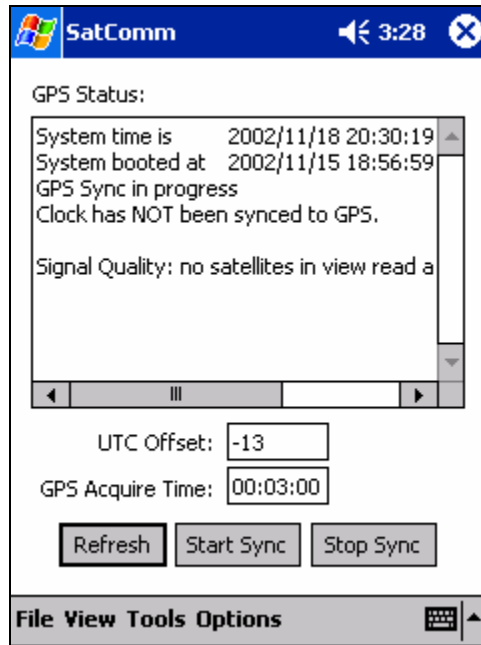 SatComm 3:28
GPS Status:
System time is 2002/11/18 20:30:19
System booted at 2002/11/15 18:56:59
GPS Sync in progress
Clock has NOT been synced to GPS.
Signal Quality: no satellites in view read a
UTC Offset: -13
GPS Acquire Time: 00:03:00
Refresh Start Sync Stop Sync
File View Tools Options